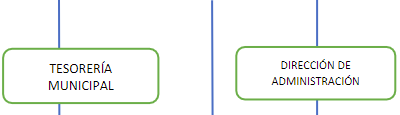 TESORERÍA
MUNICIPAL
DIRECCIÓN DE
ADMINISTRACIÓN